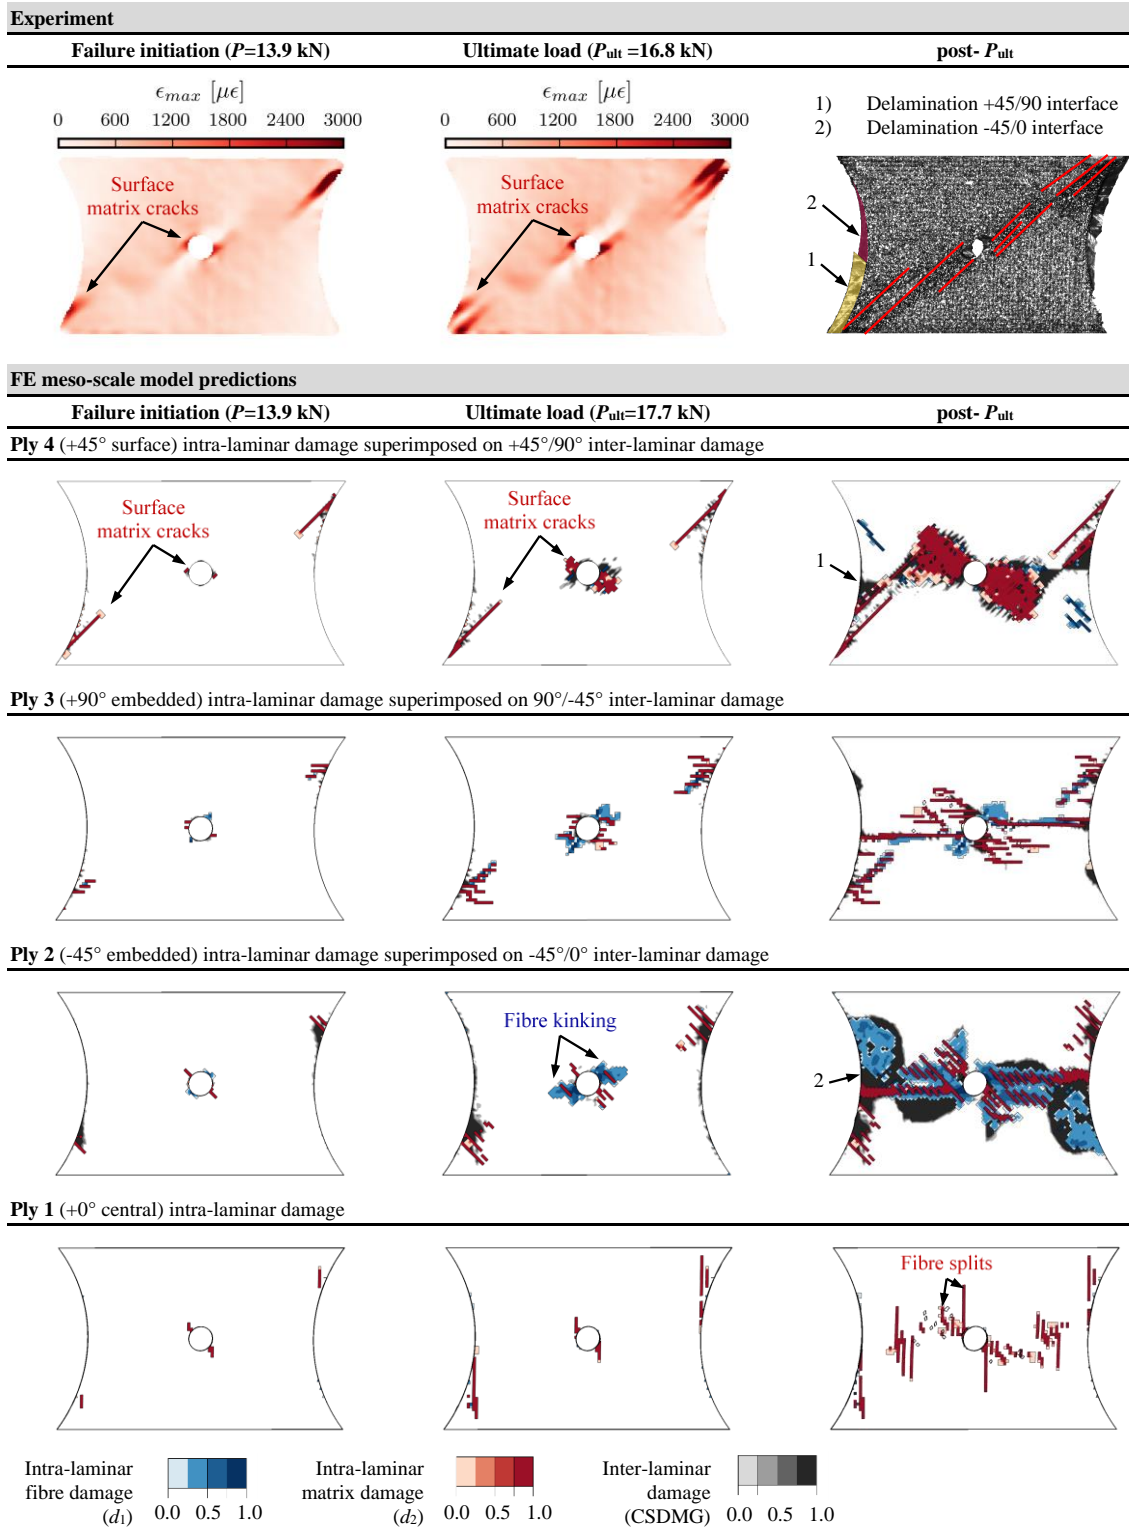 Experiment
Failure initiation (P=13.9 kN)
Ultimate load (Pult =16.8 kN)
post- Pult
ϵmax [µϵ]
0 600 1200 1800 2400 3000
Surface
matrix cracks
ϵmax [µϵ]
0 600 1200 1800 2400 3000
Surface
matrix cracks
1) Delamination +45/90 interface
2) Delamination -45/0 interface
2
1
FE meso-scale model predictions
Failure initiation (P=13.9 kN)
Ultimate load (Pult=17.7 kN)
post- Pult
Ply 4 (+45° surface) intra-laminar damage superimposed on +45°/90° inter-laminar damage
Surface
matrix cracks
Surface
matrix cracks
1
Ply 3 (+90° embedded) intra-laminar damage superimposed on 90°/-45° inter-laminar damage
Ply 2 (-45° embedded) intra-laminar damage superimposed on -45°/0° inter-laminar damage
Fibre kinking
2
Ply 1 (+0° central) intra-laminar damage
Fibre splits
Intra-laminar
fibre damage
(d1)
0.0 0.5 1.0
Intra-laminar
matrix damage
(d2)
0.0 0.5 1.0
Inter-laminar
damage
(CSDMG)
0.0 0.5 1.0